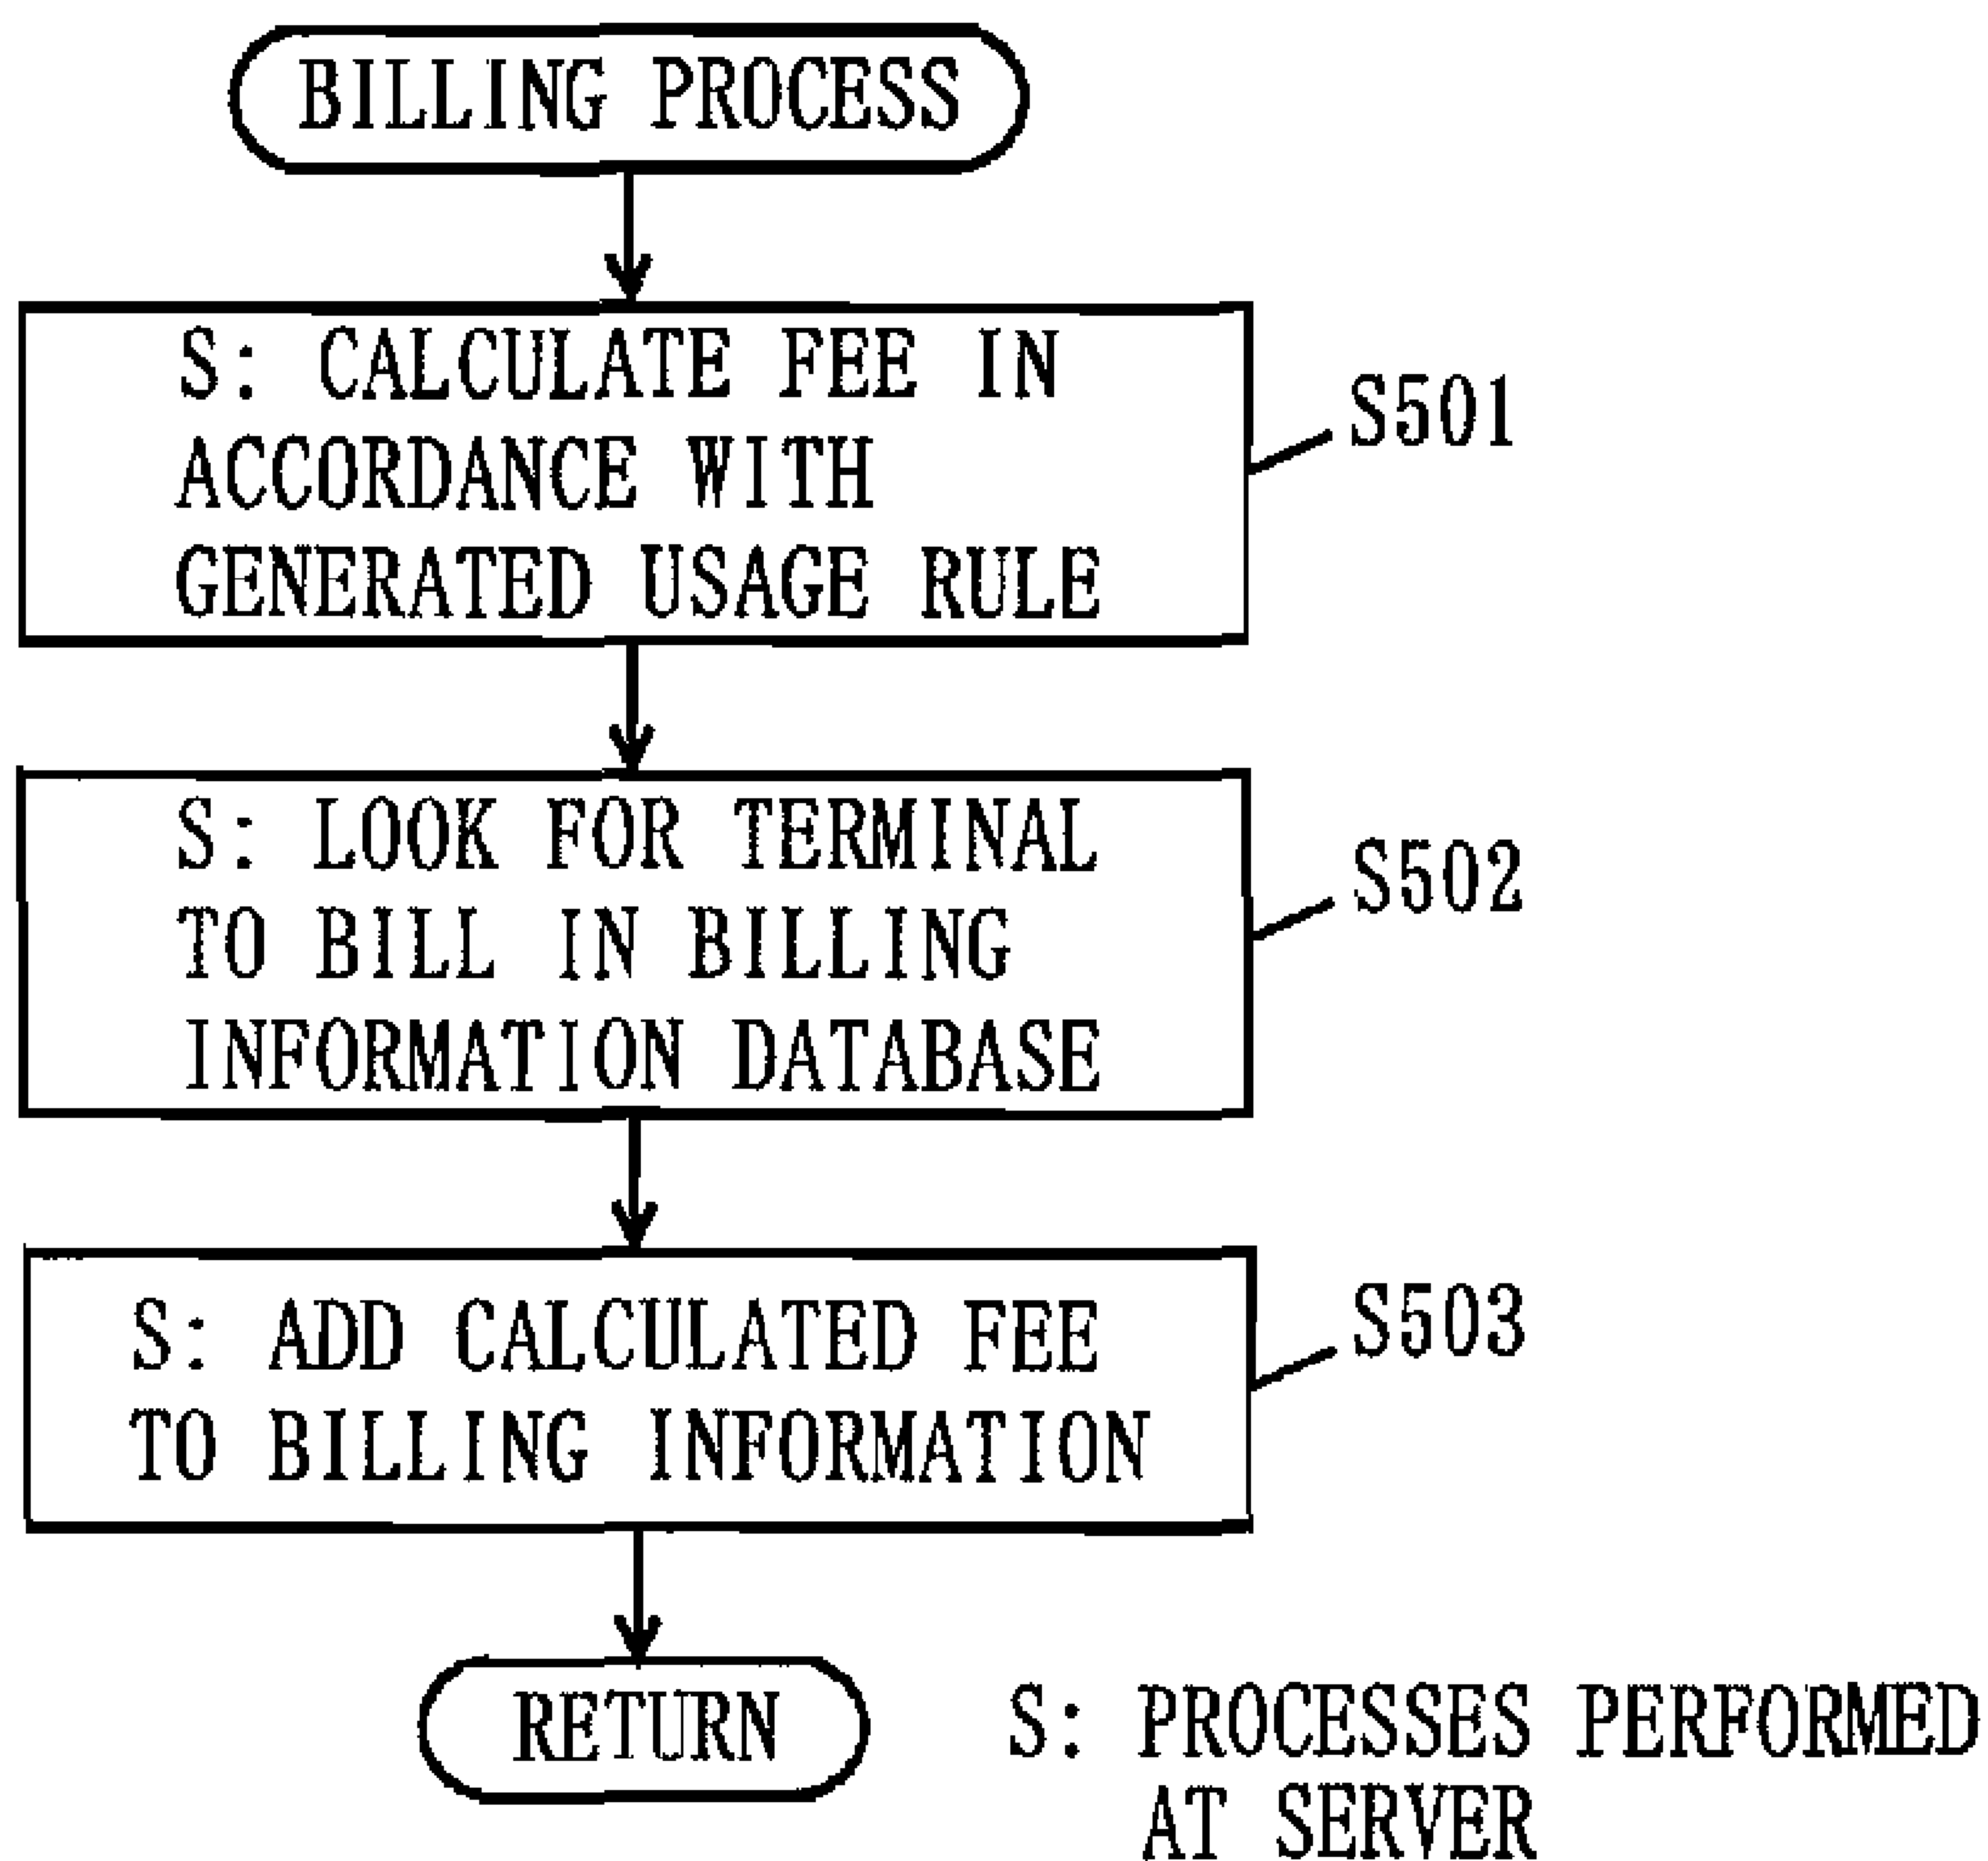 BILLING PROCESS
S: CALCULATE FEE IN
ACCORDANCE WITH
GENERATED USAGE RULE
S501
S: LOOK FOR TERMINAL
TO BILL IN BILLING
INFORMATION DATABASE
S502
S: ADD CALCULATED FEE
TO BILLING INFORMATION
S503
RETURN
S: PROCESSES PERFORMED
AT SERVER